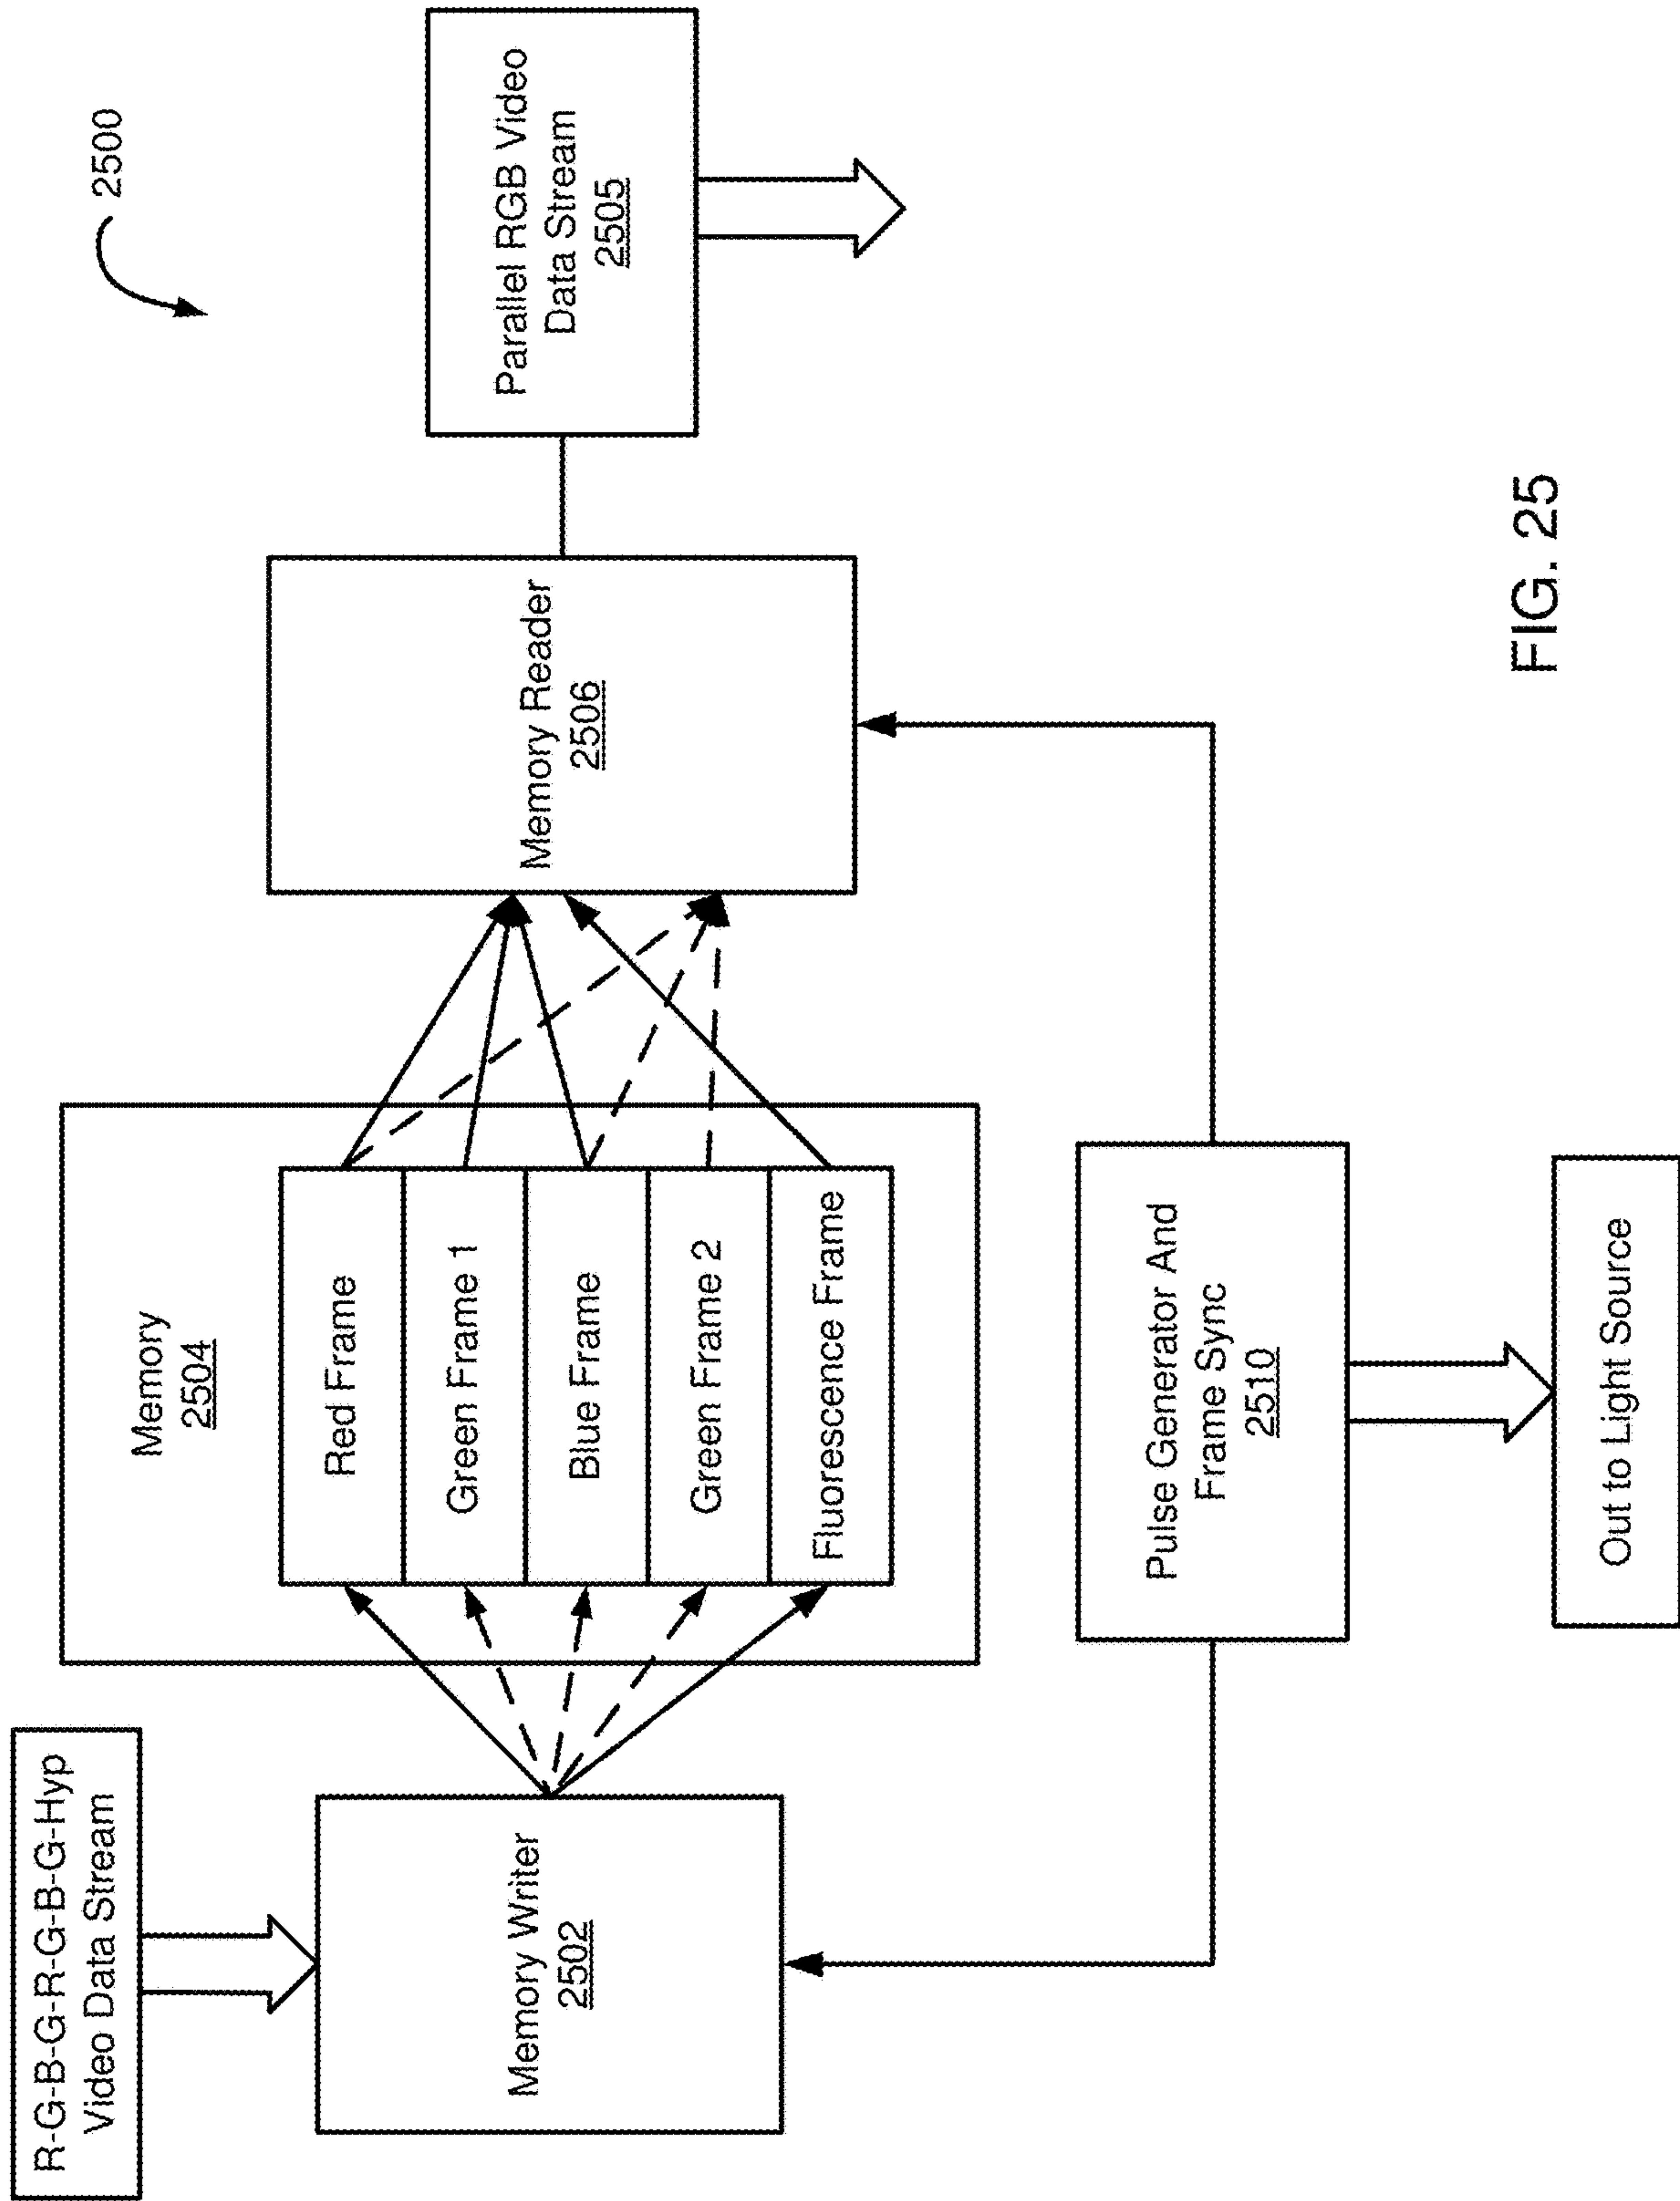 2500
R-G-B-G-R-G-B-G-Hyp
Video Data Stream
Memory Writer
2502
Memory
2504
Red Frame
Green Frame 1
Blue Frame
Green Frame 2
Fluorescence Frame
Memory Reader
2506
Parallel RGB Video
Data Stream
2505
Pulse Generator And
Frame Sync
2510
Out to Light Source
FIG. 25